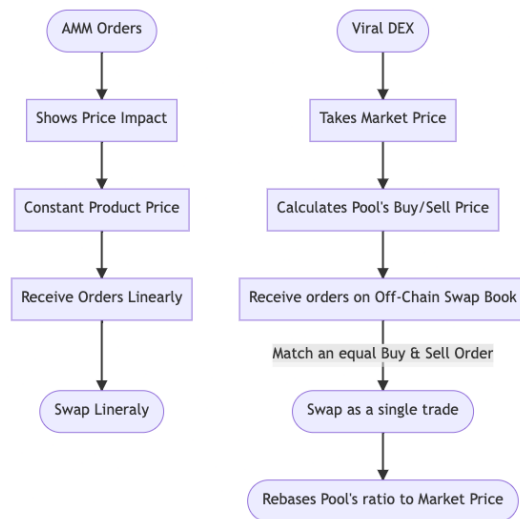 AMM Orders
Shows Price Impact
Constant Product Price
Receive Orders Linearly
Swap Lineraly
Viral DEX
Takes Market Price
Calculates Pool's Buy/Sell Price
Receive orders on Off-Chain Swap Book
Match an equal Buy & Sell Order
Swap as a single trade
Rebases Pool's ratio to Market Price